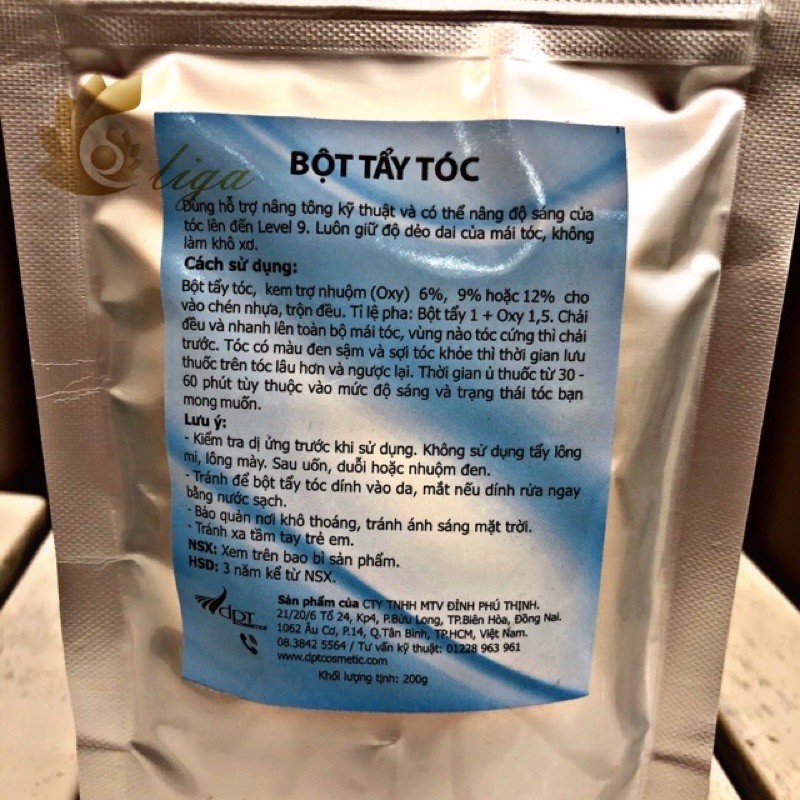 liga
BỘT TẨY TÓC
Dùng hỗ trợ nâng tông kỹ thuật và có thể nâng độ sáng của
tóc lên đến Level 9. Luôn giữ độ dẻo dai của mái tóc, không
làm khô xơ.
Cách sử dụng:
Bột tẩy tóc, kem trợ nhuộm (Oxy) 6%, 9% hoặc 12% cho
vào chén nhựa, trộn đều. Tỉ lệ pha: Bột tẩy 1 + Oxy 1,5. Chải
đều và nhanh lên toàn bộ mái tóc, vùng nào tóc cứng thì chải
trước. Tóc có màu đen sậm và sợi tóc khỏe thì thời gian lưu
thuốc trên tóc lâu hơn và ngược lại. Thời gian ủ thuốc từ 30 -
60 phút tùy thuộc vào mức độ sáng và trạng thái tóc bạn
mong muốn.
Lưu ý:
- Kiểm tra dị ứng trước khi sử dụng. Không sử dụng tẩy lông
mi, lông mày. Sau uốn, duỗi hoặc nhuộm đen.
- Tránh để bột tẩy tóc dính vào da, mắt nếu dính rửa ngay
bằng nước sạch.
- Bảo quản nơi khô thoáng, tránh ánh sáng mặt trời.
- Tránh xa tầm tay trẻ em.
NSX: Xem trên bao bì sản phẩm.
HSD: 3 năm kể từ NSX.
dpt
Sản phẩm của CTY TNHH MTV ĐỈNH PHÚ THỊNH.
21/20/6 Tổ 24, Kp4, P.Bửu Long, TP.Biên Hòa, Đồng Nai.
1062 Âu Cơ, P.14, Q.Tân Bình, TP.HCM, Việt Nam.
08.3842 5564 / Tư vấn kỹ thuật: 01228 963 961
www.dptcosmetic.com
Khối lượng tịnh: 200g